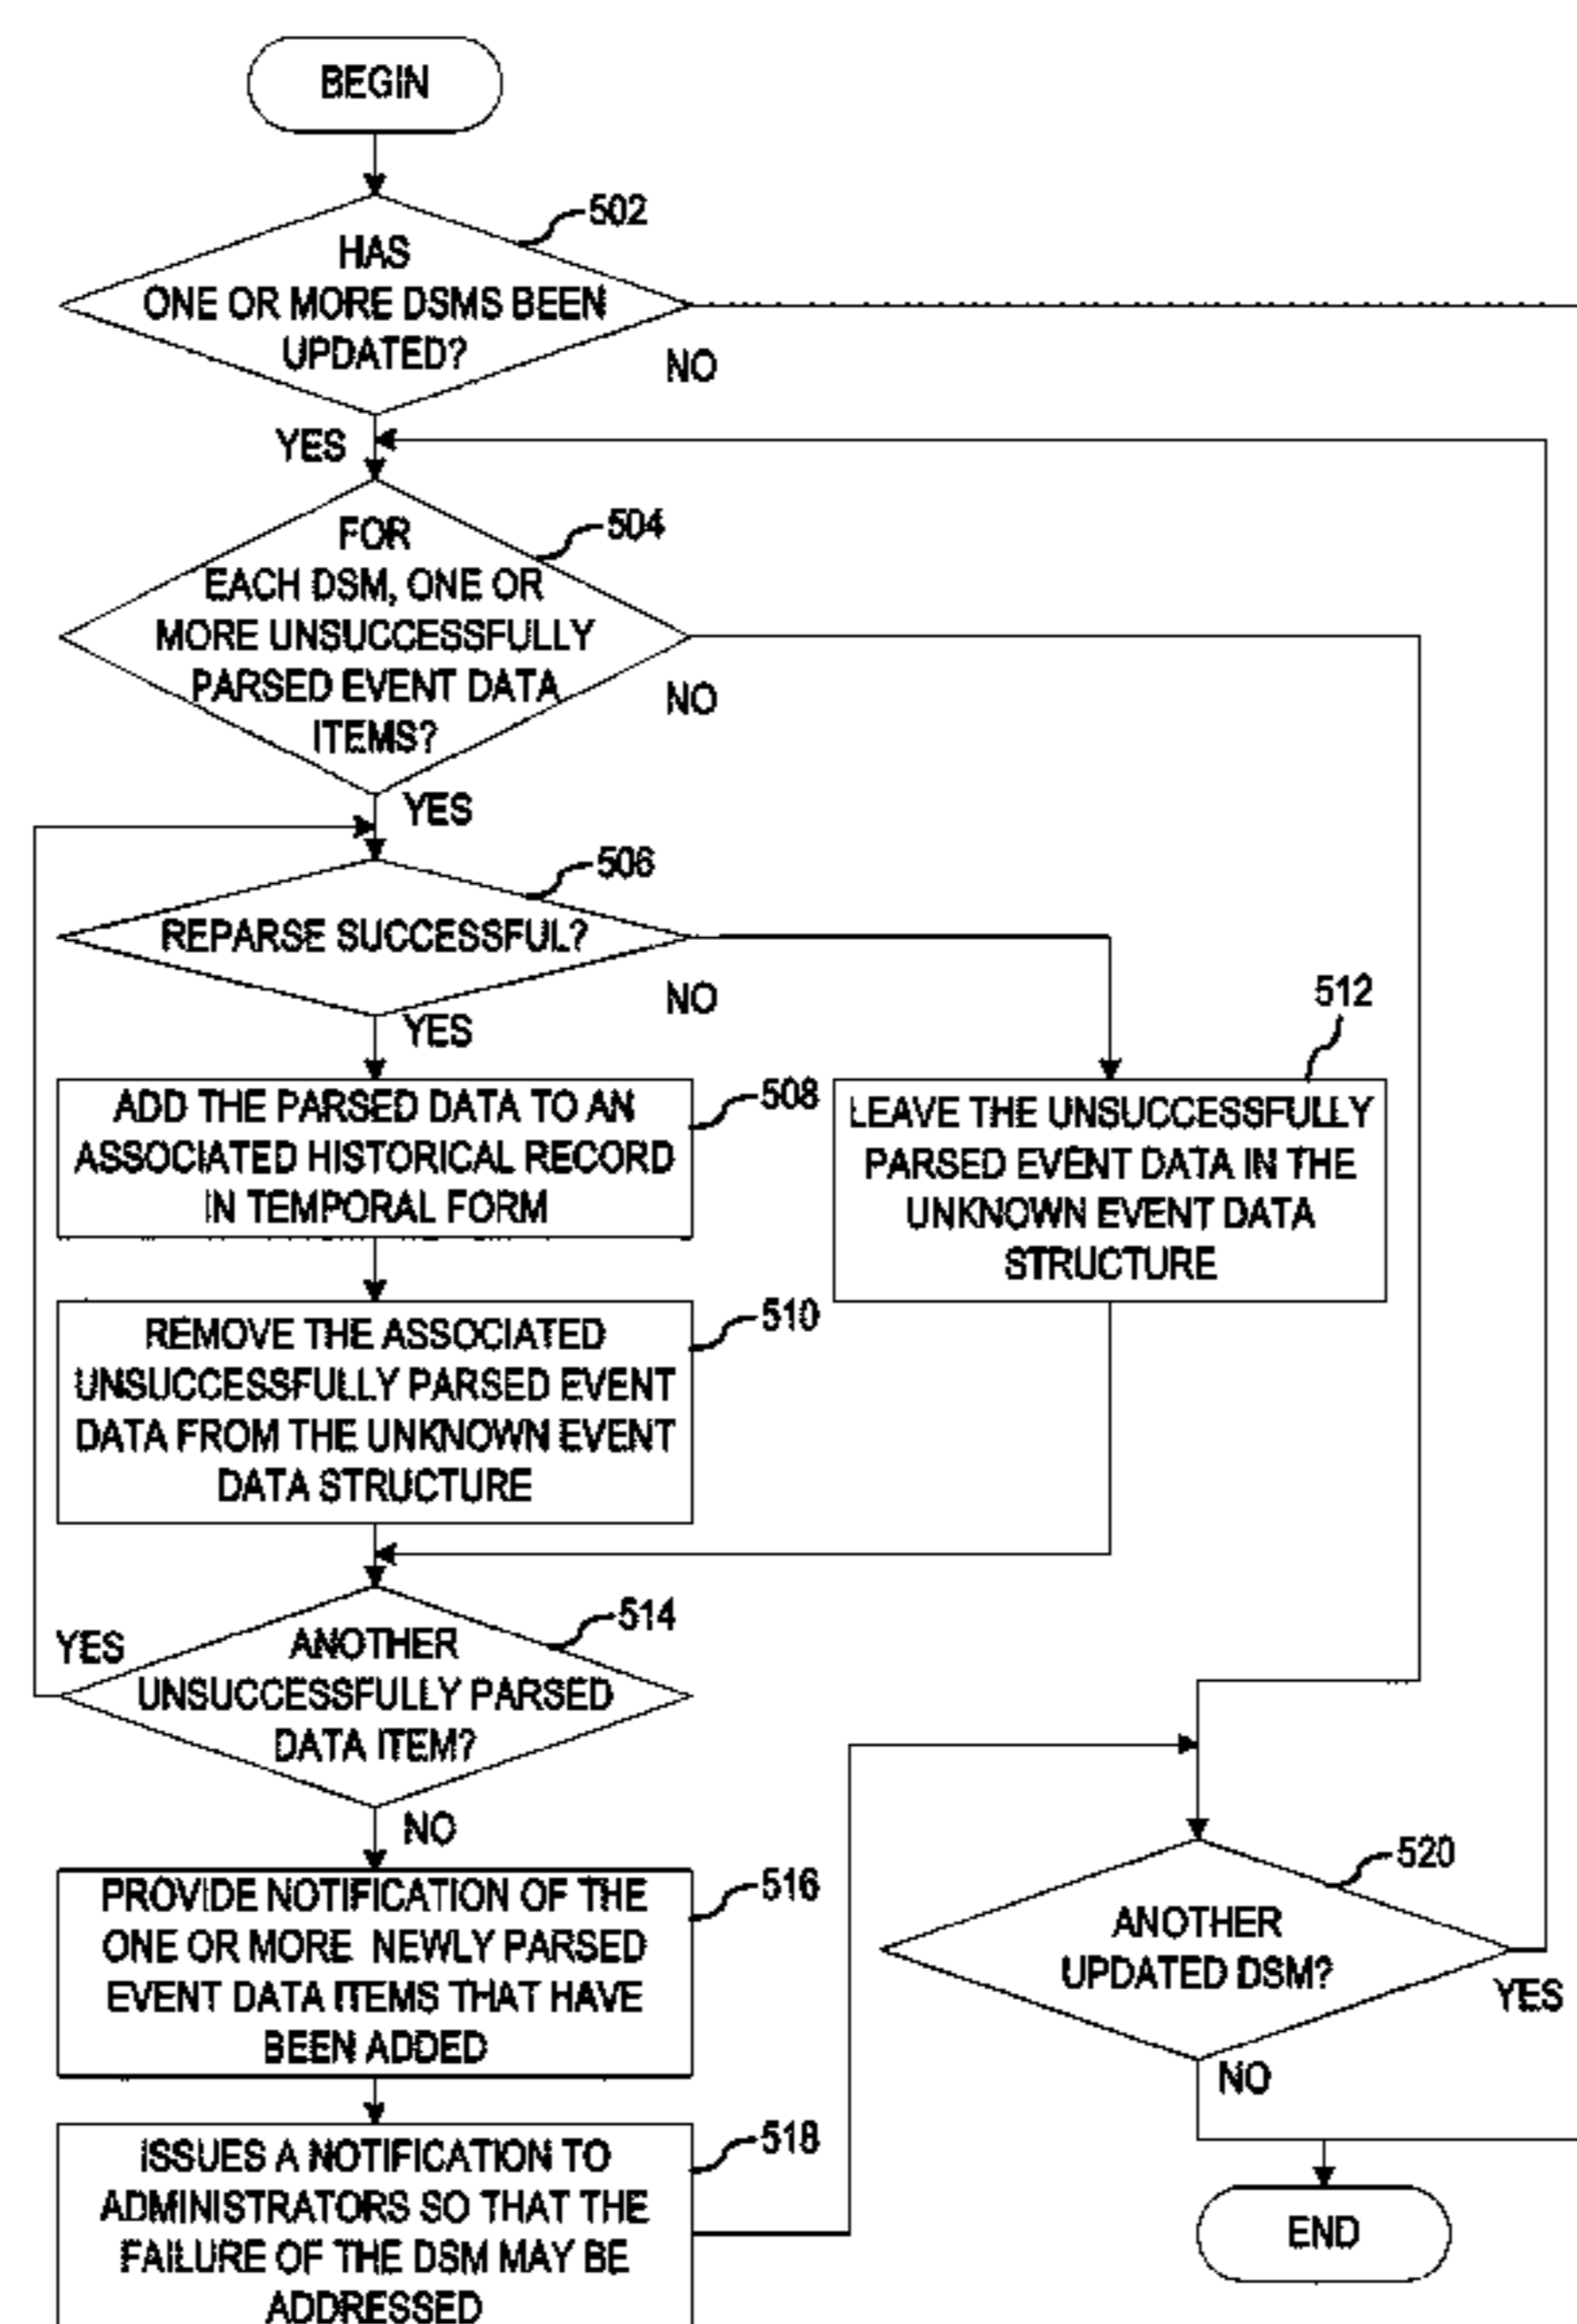 BEGIN
502
HAS
ONE OR MORE DSMS BEEN
UPDATED?
NO
YES
504
FOR
EACH DSM, ONE OR
MORE UNSUCCESSFULLY
PARSED EVENT DATA
ITEMS?
NO
YES
506
REPARSE SUCCESSFUL?
NO
YES
512
508
ADD THE PARSED DATA TO AN
ASSOCIATED HISTORICAL RECORD
IN TEMPORAL FORM
LEAVE THE UNSUCCESSFULLY
PARSED EVENT DATA IN THE
UNKNOWN EVENT DATA
STRUCTURE
510
REMOVE THE ASSOCIATED
UNSUCCESSFULLY PARSED EVENT
DATA FROM THE UNKNOWN EVENT
DATA STRUCTURE
514
YES
ANOTHER
UNSUCCESSFULLY PARSED
DATA ITEM?
NO
516
PROVIDE NOTIFICATION OF THE
ONE OR MORE NEWLY PARSED
EVENT DATA ITEMS THAT HAVE
BEEN ADDED
520
ANOTHER
UPDATED DSM?
YES
NO
518
ISSUES A NOTIFICATION TO
ADMINISTRATORS SO THAT THE
FAILURE OF THE DSM MAY BE
ADDRESSED
END